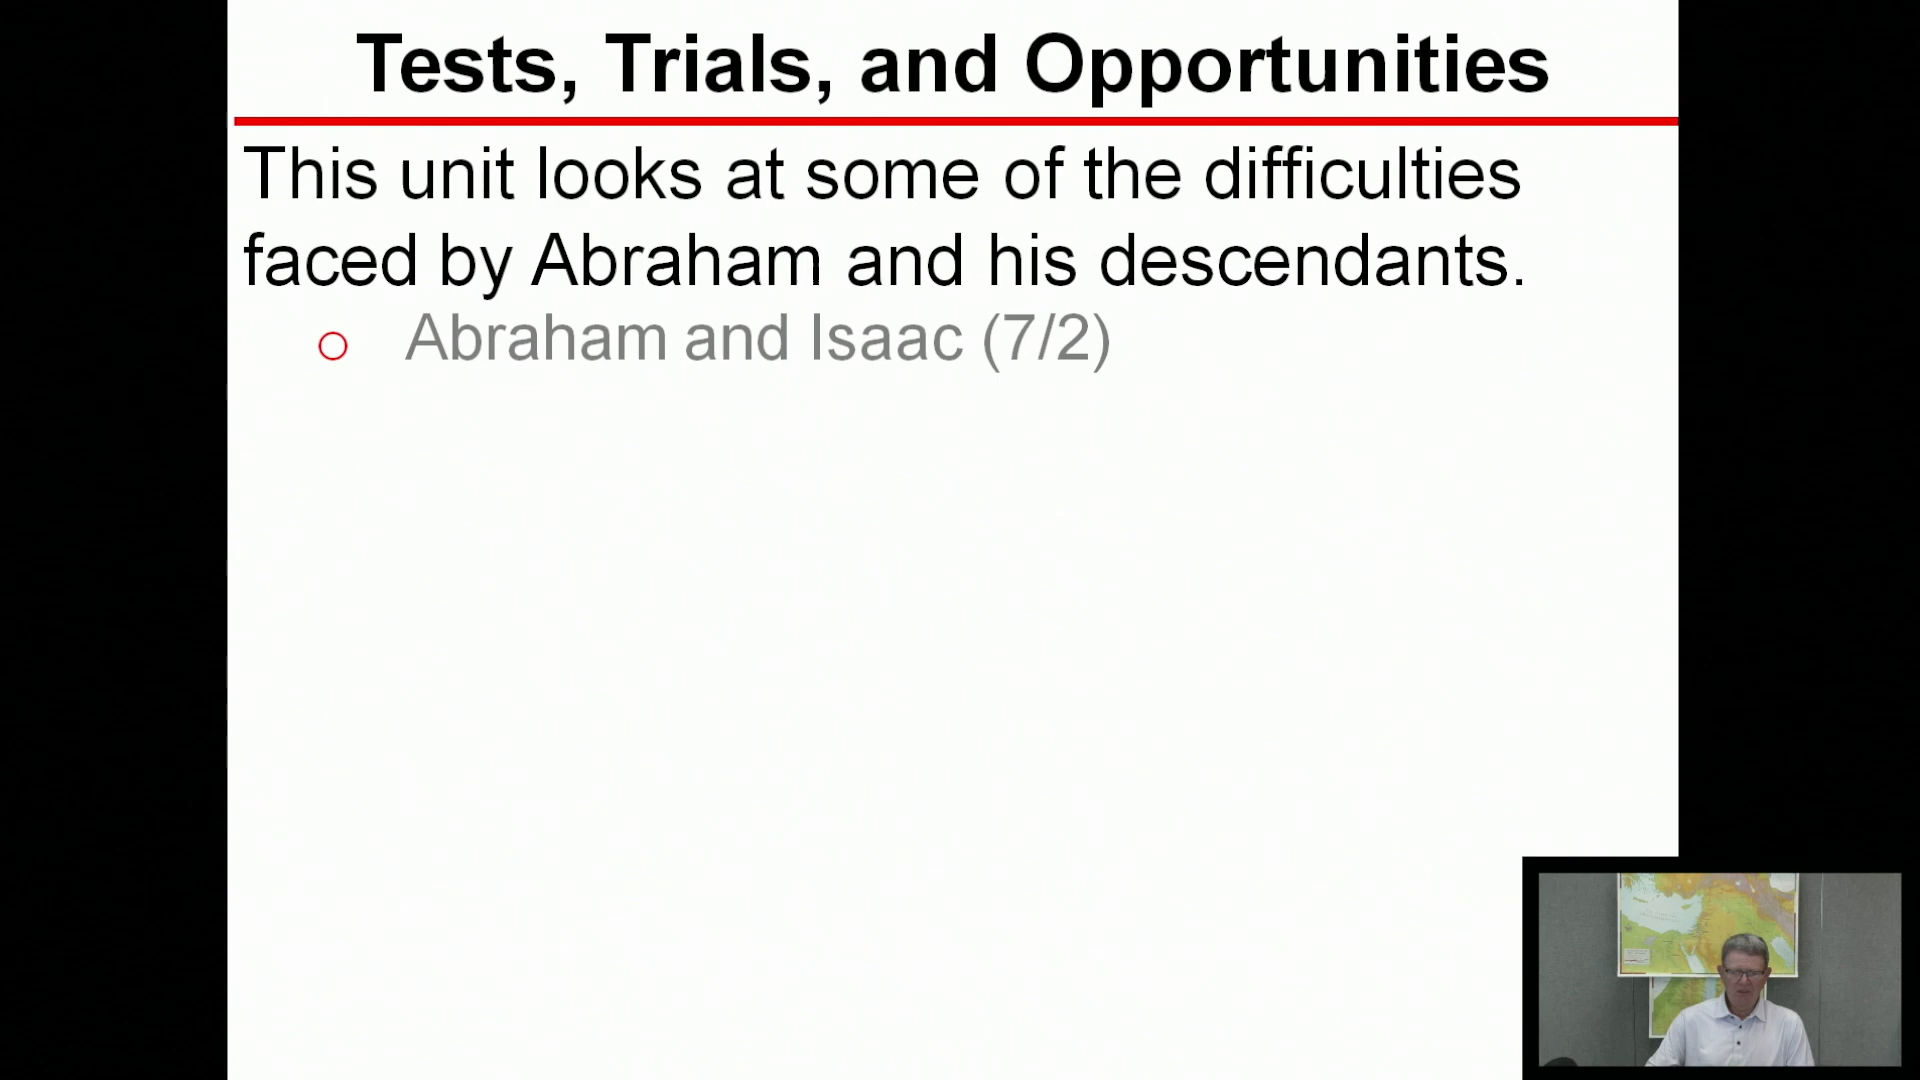 Tests, Trials, and Opportunities
This unit looks at some of the difficulties
faced by Abraham and his descendants.
Abraham and Isaac (7/2)